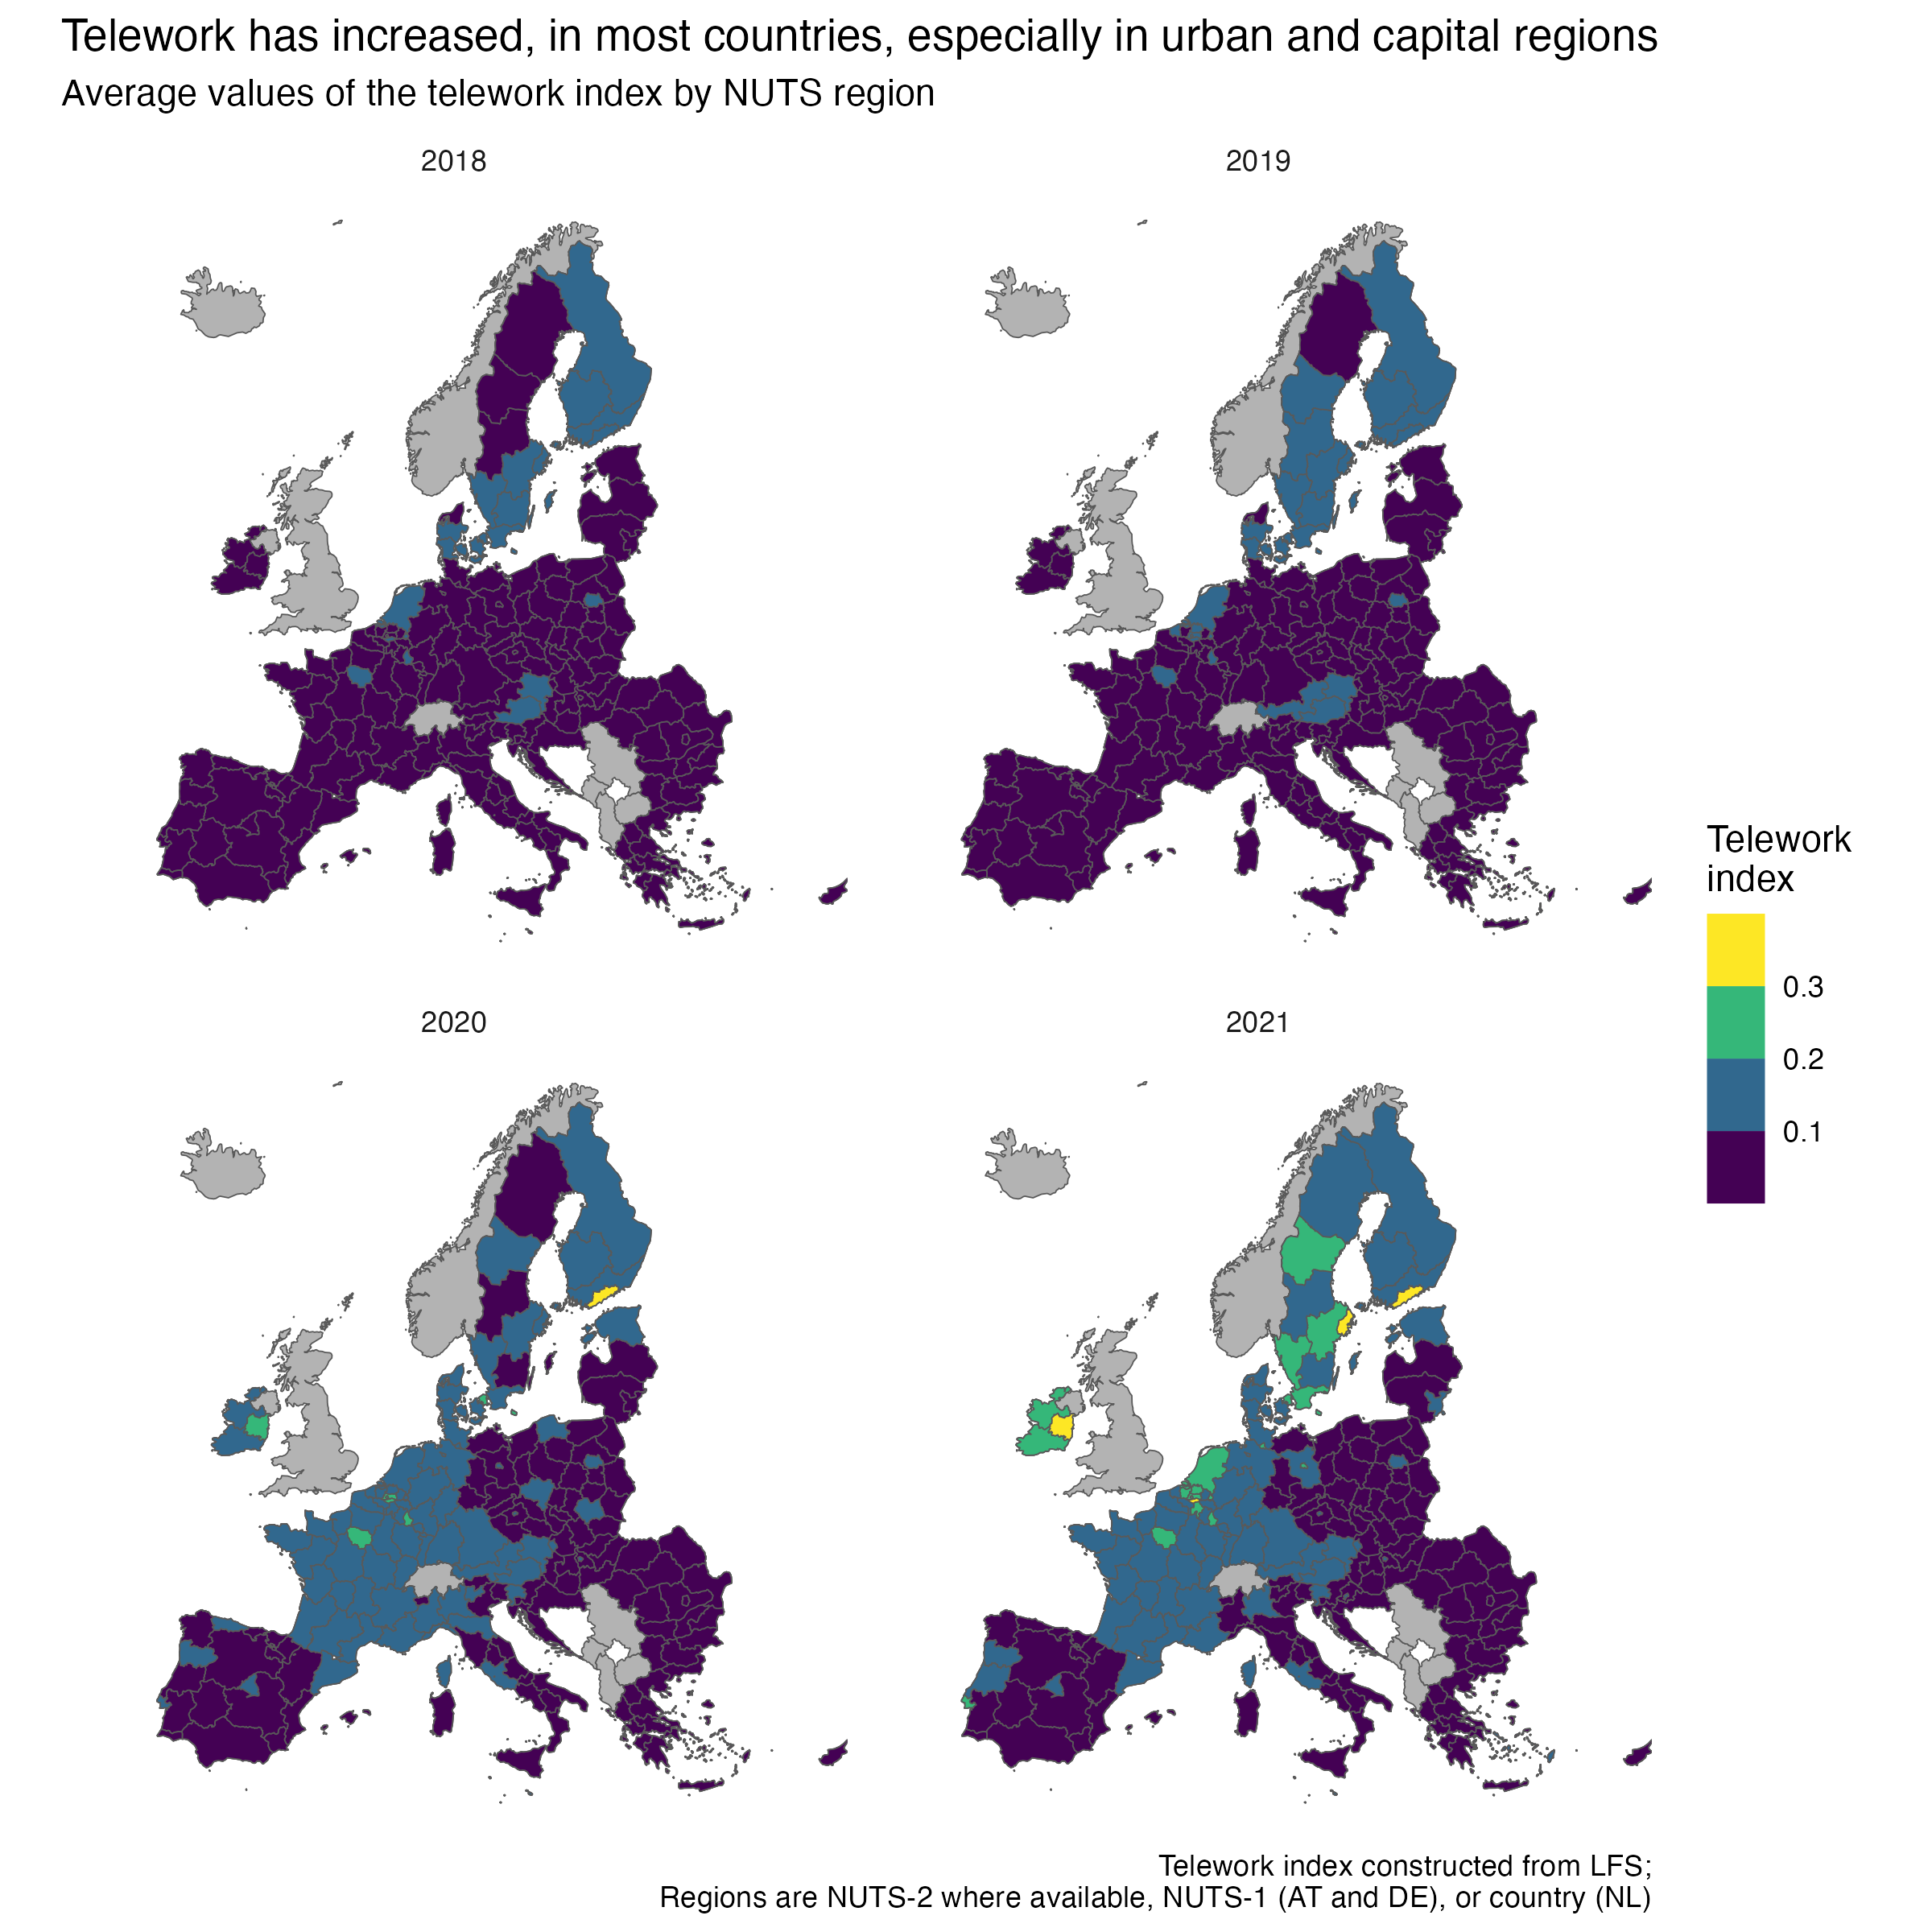 Telework has increased, in most countries, especially in urban and capital regions
Average values of the telework index by NUTS region
2018
2019
Telework
index
0.3
0.2
0.1
2020
2021
Telework index constructed from LFS;
Regions are NUTS-2 where available, NUTS-1 (AT and DE), or country (NL)